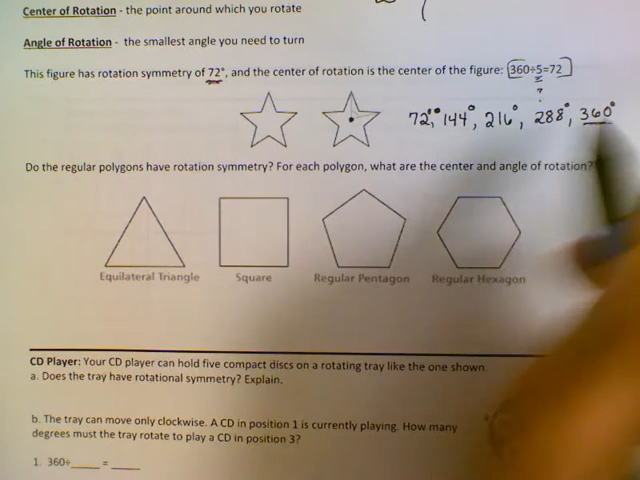 Center of Rotation - the point around which you rotate
Angle of Rotation - the smallest angle you need to turn
This figure has rotation symmetry of 72°, and the center of rotation is the center of the figure: 360÷5=72
?
72°, 144°, 216°, 288°, 360°
Do the regular polygons have rotation symmetry? For each polygon, what are the center and angle of rotation?
Equilateral Triangle Square Regular Pentagon Regular Hexagon
CD Player: Your CD player can hold five compact discs on a rotating tray like the one shown.
a. Does the tray have rotational symmetry? Explain.
b. The tray can move only clockwise. A CD in position 1 is currently playing. How many
degrees must the tray rotate to play a CD in position 3?
1. 360÷_____ = _____